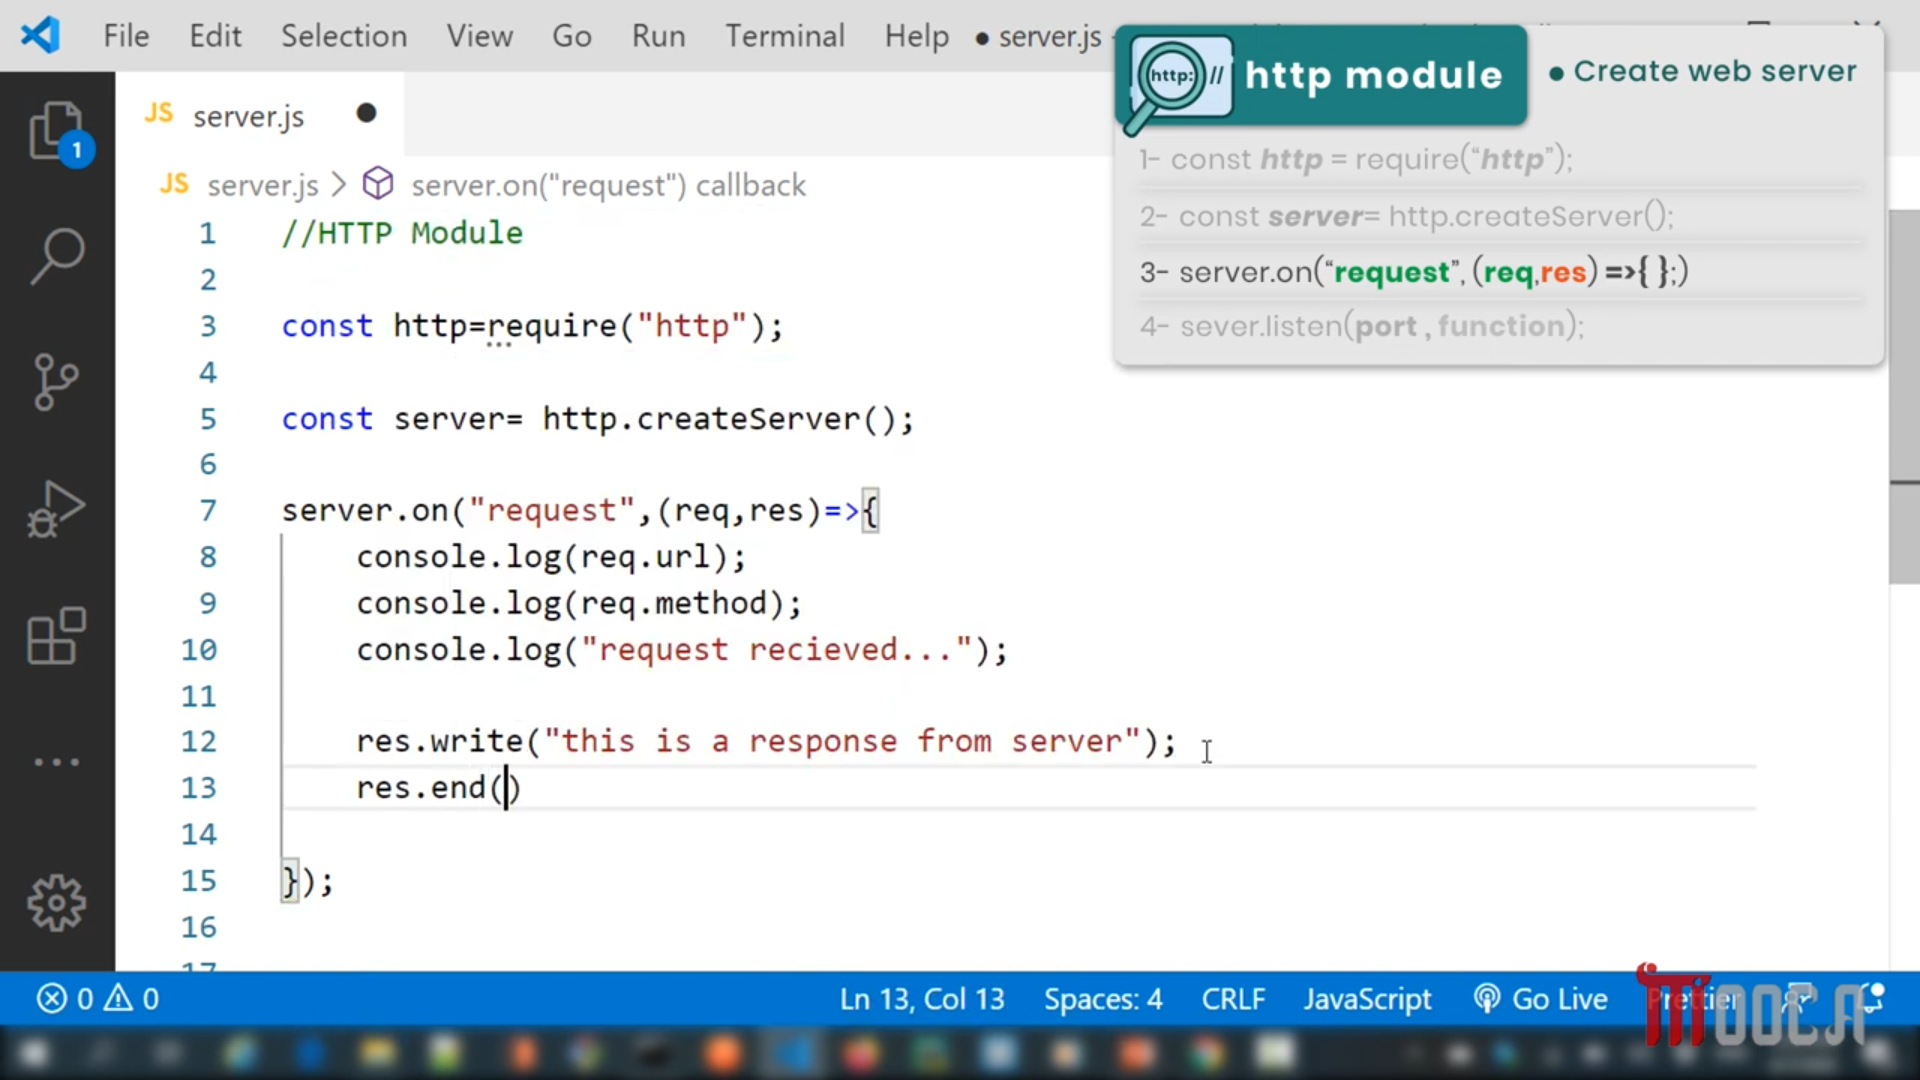 File Edit Selection View Go Run Terminal Help ● server.js
http:// http module ● Create web server
1- const http = require(“http”);
2- const server= http.createServer();
3- server.on(“request”, (req,res) =>{ };)
4- sever.listen(port , function);
JS server.js ●
1
JS server.js > server.on("request") callback
1 //HTTP Module
2
3 const http=require("http");
4
5 const server= http.createServer();
6
7 server.on("request",(req,res)=>{
8 console.log(req.url);
9 console.log(req.method);
10 console.log("request recieved...");
11
12 res.write("this is a response from server");
13 res.end()
14
15 });
16
17
0 0 Ln 13, Col 13 Spaces: 4 CRLF JavaScript Go Live Prettier
MOOCA